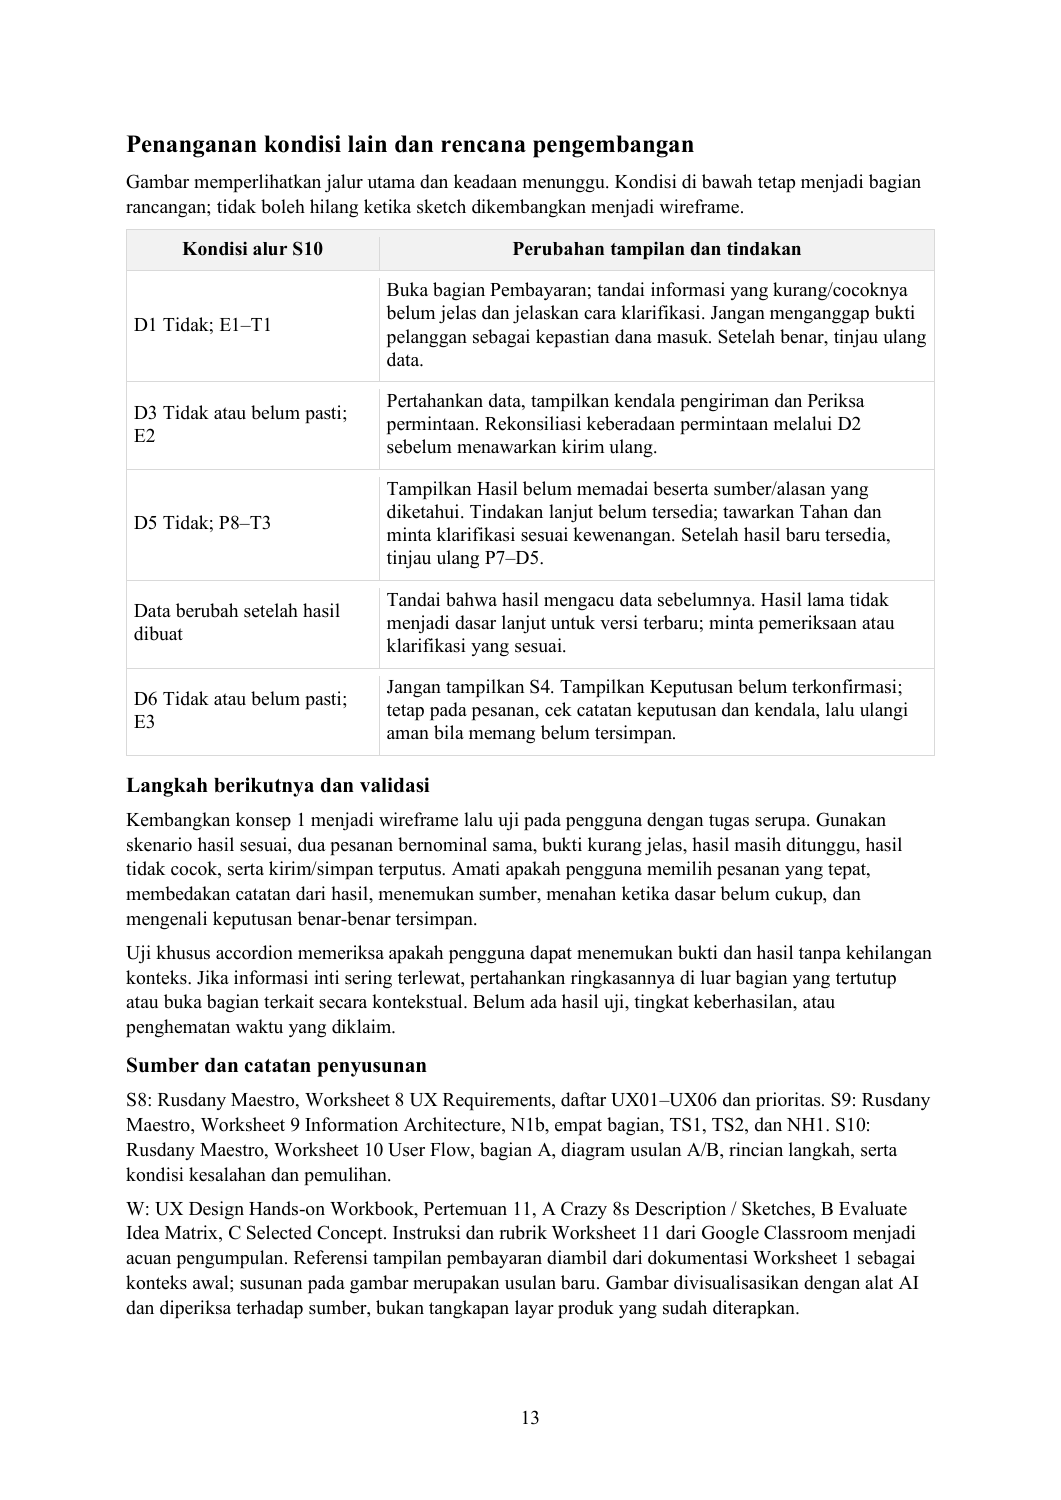 Penanganan kondisi lain dan rencana pengembangan
Gambar memperlihatkan jalur utama dan keadaan menunggu. Kondisi di bawah tetap menjadi bagian
rancangan; tidak boleh hilang ketika sketch dikembangkan menjadi wireframe.
Kondisi alur S10
Perubahan tampilan dan tindakan
D1 Tidak; E1–T1
Buka bagian Pembayaran; tandai informasi yang kurang/cocoknya
belum jelas dan jelaskan cara klarifikasi. Jangan menganggap bukti
pelanggan sebagai kepastian dana masuk. Setelah benar, tinjau ulang
data.
D3 Tidak atau belum pasti;
E2
Pertahankan data, tampilkan kendala pengiriman dan Periksa
permintaan. Rekonsiliasi keberadaan permintaan melalui D2
sebelum menawarkan kirim ulang.
D5 Tidak; P8–T3
Tampilkan Hasil belum memadai beserta sumber/alasan yang
diketahui. Tindakan lanjut belum tersedia; tawarkan Tahan dan
minta klarifikasi sesuai kewenangan. Setelah hasil baru tersedia,
tinjau ulang P7–D5.
Data berubah setelah hasil
dibuat
Tandai bahwa hasil mengacu data sebelumnya. Hasil lama tidak
menjadi dasar lanjut untuk versi terbaru; minta pemeriksaan atau
klarifikasi yang sesuai.
D6 Tidak atau belum pasti;
E3
Jangan tampilkan S4. Tampilkan Keputusan belum terkonfirmasi;
tetap pada pesanan, cek catatan keputusan dan kendala, lalu ulangi
aman bila memang belum tersimpan.
Langkah berikutnya dan validasi
Kembangkan konsep 1 menjadi wireframe lalu uji pada pengguna dengan tugas serupa. Gunakan
skenario hasil sesuai, dua pesanan bernominal sama, bukti kurang jelas, hasil masih ditunggu, hasil
tidak cocok, serta kirim/simpan terputus. Amati apakah pengguna memilih pesanan yang tepat,
membedakan catatan dari hasil, menemukan sumber, menahan ketika dasar belum cukup, dan
mengenali keputusan benar-benar tersimpan.
Uji khusus accordion memeriksa apakah pengguna dapat menemukan bukti dan hasil tanpa kehilangan
konteks. Jika informasi inti sering terlewat, pertahankan ringkasannya di luar bagian yang tertutup
atau buka bagian terkait secara kontekstual. Belum ada hasil uji, tingkat keberhasilan, atau
penghematan waktu yang diklaim.
Sumber dan catatan penyusunan
S8: Rusdany Maestro, Worksheet 8 UX Requirements, daftar UX01–UX06 dan prioritas. S9: Rusdany
Maestro, Worksheet 9 Information Architecture, N1b, empat bagian, TS1, TS2, dan NH1. S10:
Rusdany Maestro, Worksheet 10 User Flow, bagian A, diagram usulan A/B, rincian langkah, serta
kondisi kesalahan dan pemulihan.
W: UX Design Hands-on Workbook, Pertemuan 11, A Crazy 8s Description / Sketches, B Evaluate
Idea Matrix, C Selected Concept. Instruksi dan rubrik Worksheet 11 dari Google Classroom menjadi
acuan pengumpulan. Referensi tampilan pembayaran diambil dari dokumentasi Worksheet 1 sebagai
konteks awal; susunan pada gambar merupakan usulan baru. Gambar divisualisasikan dengan alat AI
dan diperiksa terhadap sumber, bukan tangkapan layar produk yang sudah diterapkan.
13